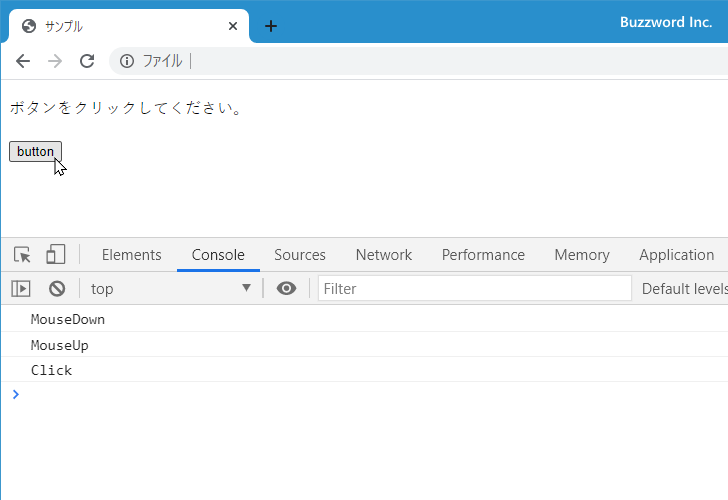 サンプル
Buzzword Inc.
ファイル
ボタンをクリックしてください。
button
Elements Console Sources Network Performance Memory Application
top Filter Default levels
MouseDown
MouseUp
Click